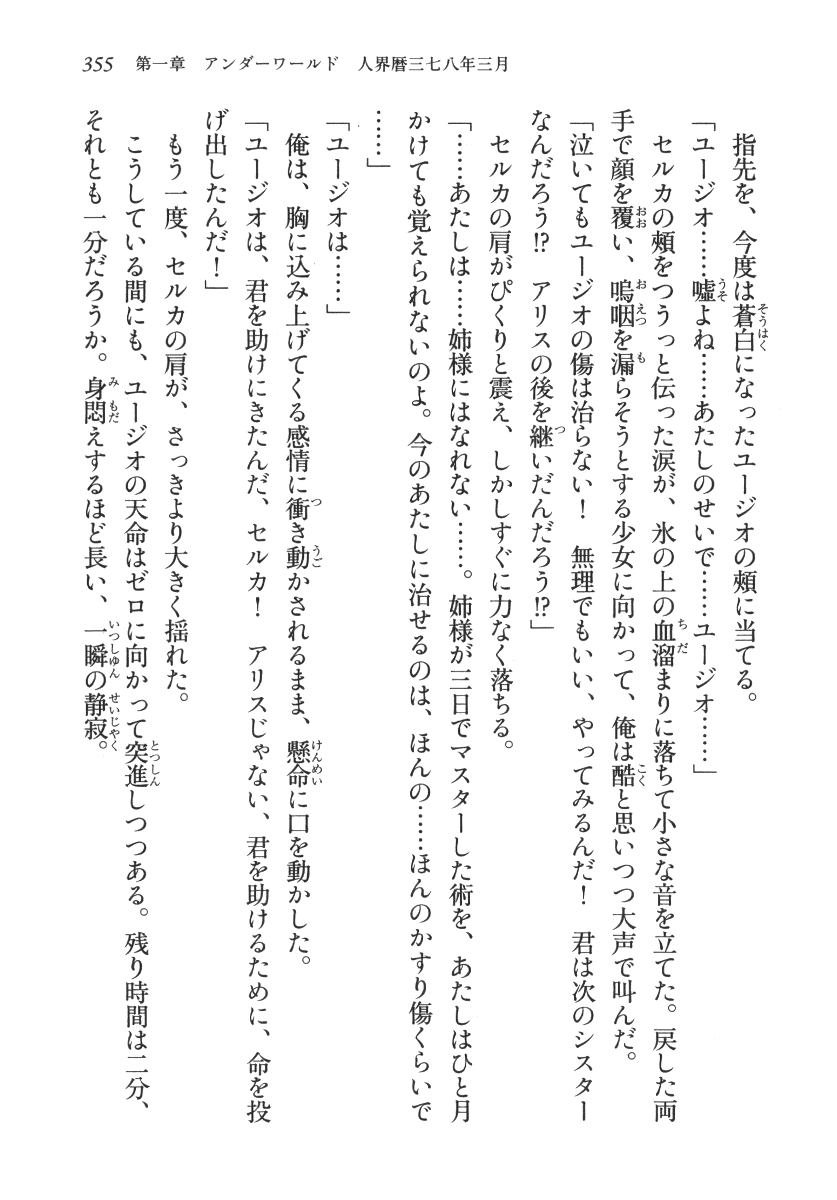 355　第一章　アンダーワールド　人界暦三七八年三月
　指先を、今度は蒼白になったユージオの頰に当てる。
「ユージオ……噓よね……あたしのせいで……ユージオ……」
　セルカの頰をつうっと伝った涙が、氷の上の血溜まりに落ちて小さな音を立てた。戻した両
手で顔を覆い、嗚咽を漏らそうとする少女に向かって、俺は酷と思いつつ大声で叫んだ。
「泣いてもユージオの傷は治らない！　無理でもいい、やってみるんだ！　君は次のシスター
なんだろう!?　アリスの後を継いだんだろう!?」
　セルカの肩がぴくりと震え、しかしすぐに力なく落ちる。
「……あたしは……姉様にはなれない……。姉様が三日でマスターした術を、あたしはひと月
かけても覚えられないのよ。今のあたしに治せるのは、ほんの……ほんのかすり傷くらいで
……」
「ユージオは……」
　俺は、胸に込み上げてくる感情に衝き動かされるまま、懸命に口を動かした。
「ユージオは、君を助けにきたんだ、セルカ！　アリスじゃない、君を助けるために、命を投
げ出したんだ！」
　もう一度、セルカの肩が、さっきより大きく揺れた。
　こうしている間にも、ユージオの天命はゼロに向かって突進しつつある。残り時間は二分、
それとも一分だろうか。身悶えするほど長い、一瞬の静寂。